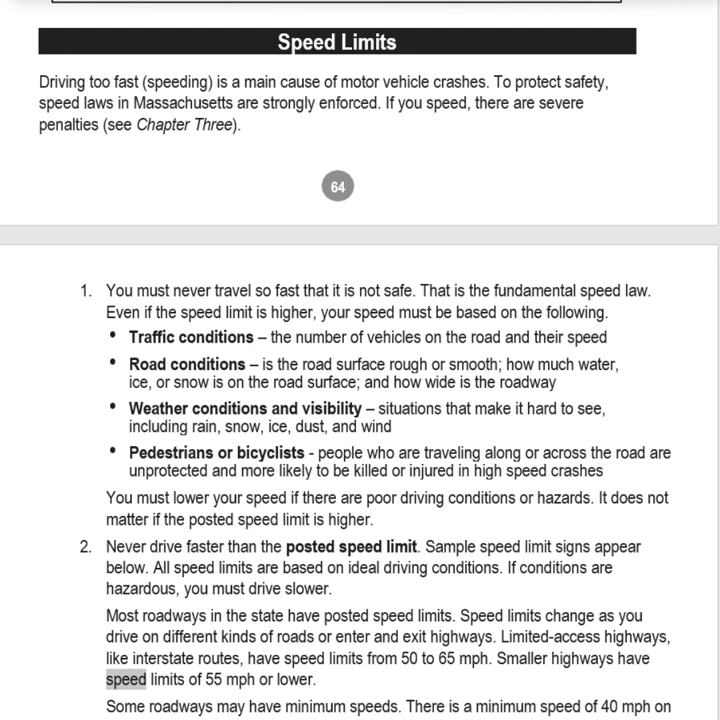 Speed Limits
Driving too fast (speeding) is a main cause of motor vehicle crashes. To protect safety,
speed laws in Massachusetts are strongly enforced. If you speed, there are severe
penalties (see Chapter Three).
64
1. You must never travel so fast that it is not safe. That is the fundamental speed law.
Even if the speed limit is higher, your speed must be based on the following.
• Traffic conditions – the number of vehicles on the road and their speed
• Road conditions – is the road surface rough or smooth; how much water,
ice, or snow is on the road surface; and how wide is the roadway
• Weather conditions and visibility – situations that make it hard to see,
including rain, snow, ice, dust, and wind
• Pedestrians or bicyclists - people who are traveling along or across the road are
unprotected and more likely to be killed or injured in high speed crashes
You must lower your speed if there are poor driving conditions or hazards. It does not
matter if the posted speed limit is higher.
2. Never drive faster than the posted speed limit. Sample speed limit signs appear
below. All speed limits are based on ideal driving conditions. If conditions are
hazardous, you must drive slower.
Most roadways in the state have posted speed limits. Speed limits change as you
drive on different kinds of roads or enter and exit highways. Limited-access highways,
like interstate routes, have speed limits from 50 to 65 mph. Smaller highways have
speed limits of 55 mph or lower.
Some roadways may have minimum speeds. There is a minimum speed of 40 mph on